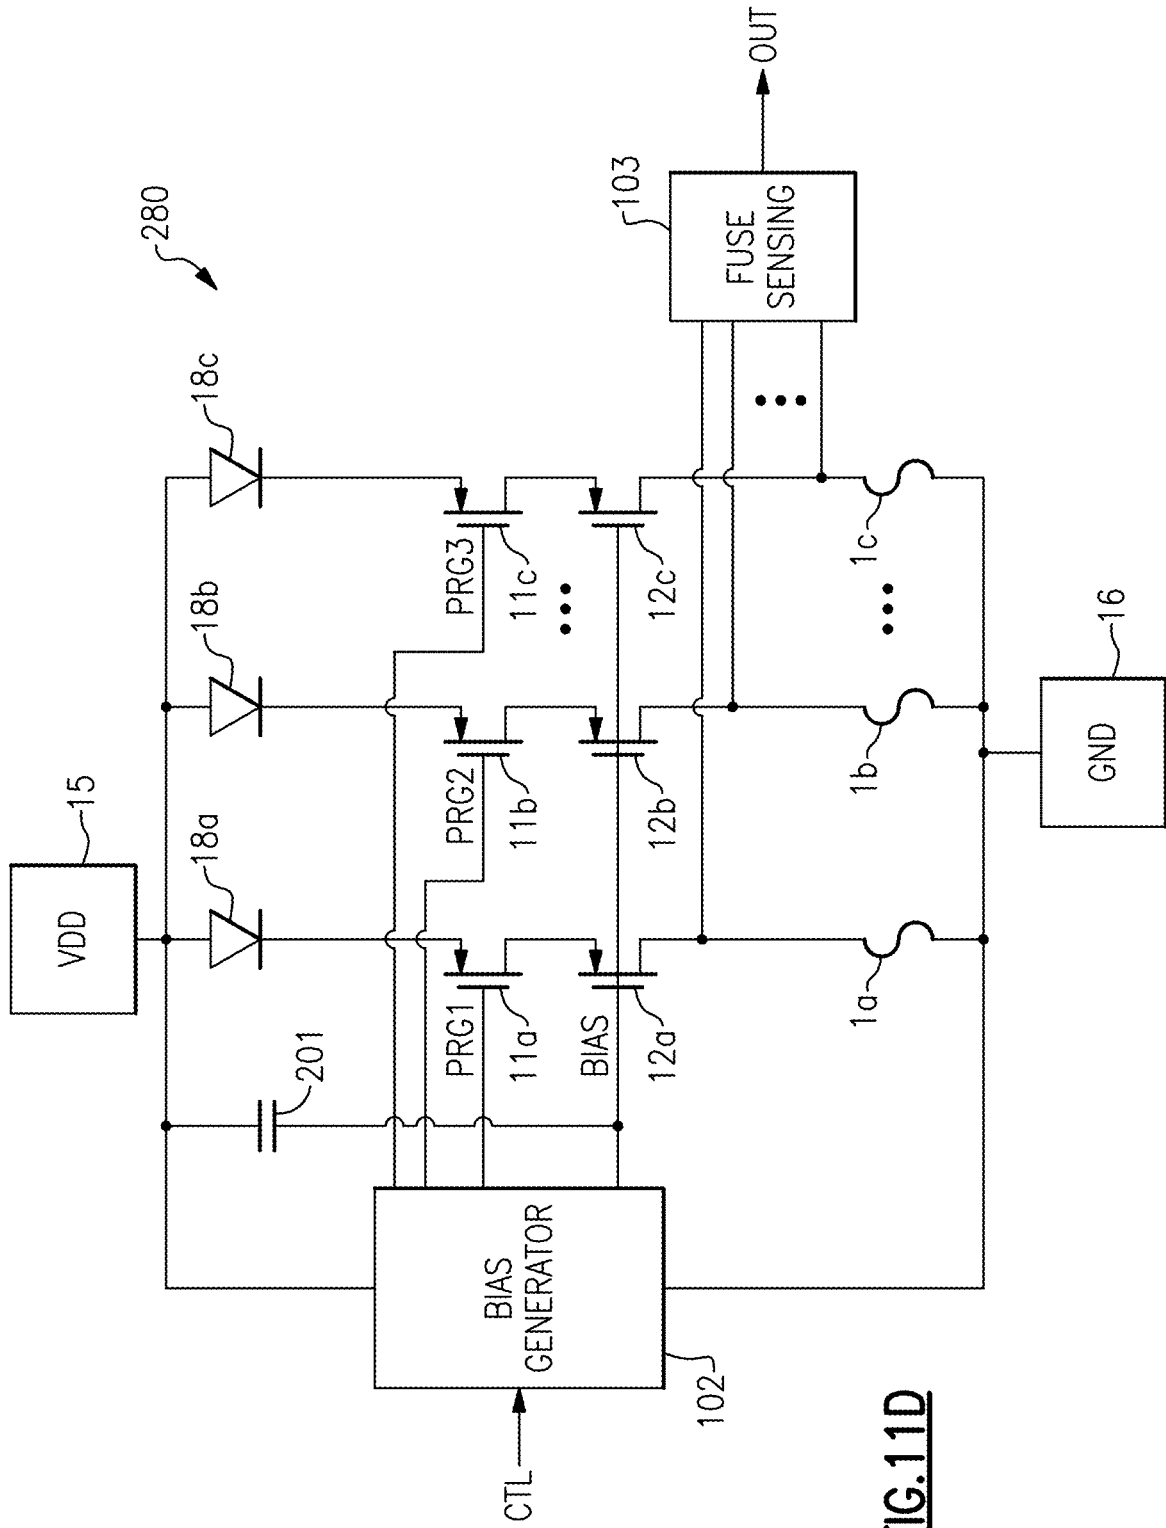 280
VDD
15
18a
18b
18c
201
PRG1
PRG2
PRG3
11a
11b
11c
BIAS
12a
12b
12c
CTL
BIAS
GENERATOR
102
FUSE
SENSING
103
OUT
1a
1b
1c
GND
16
FIG.11D